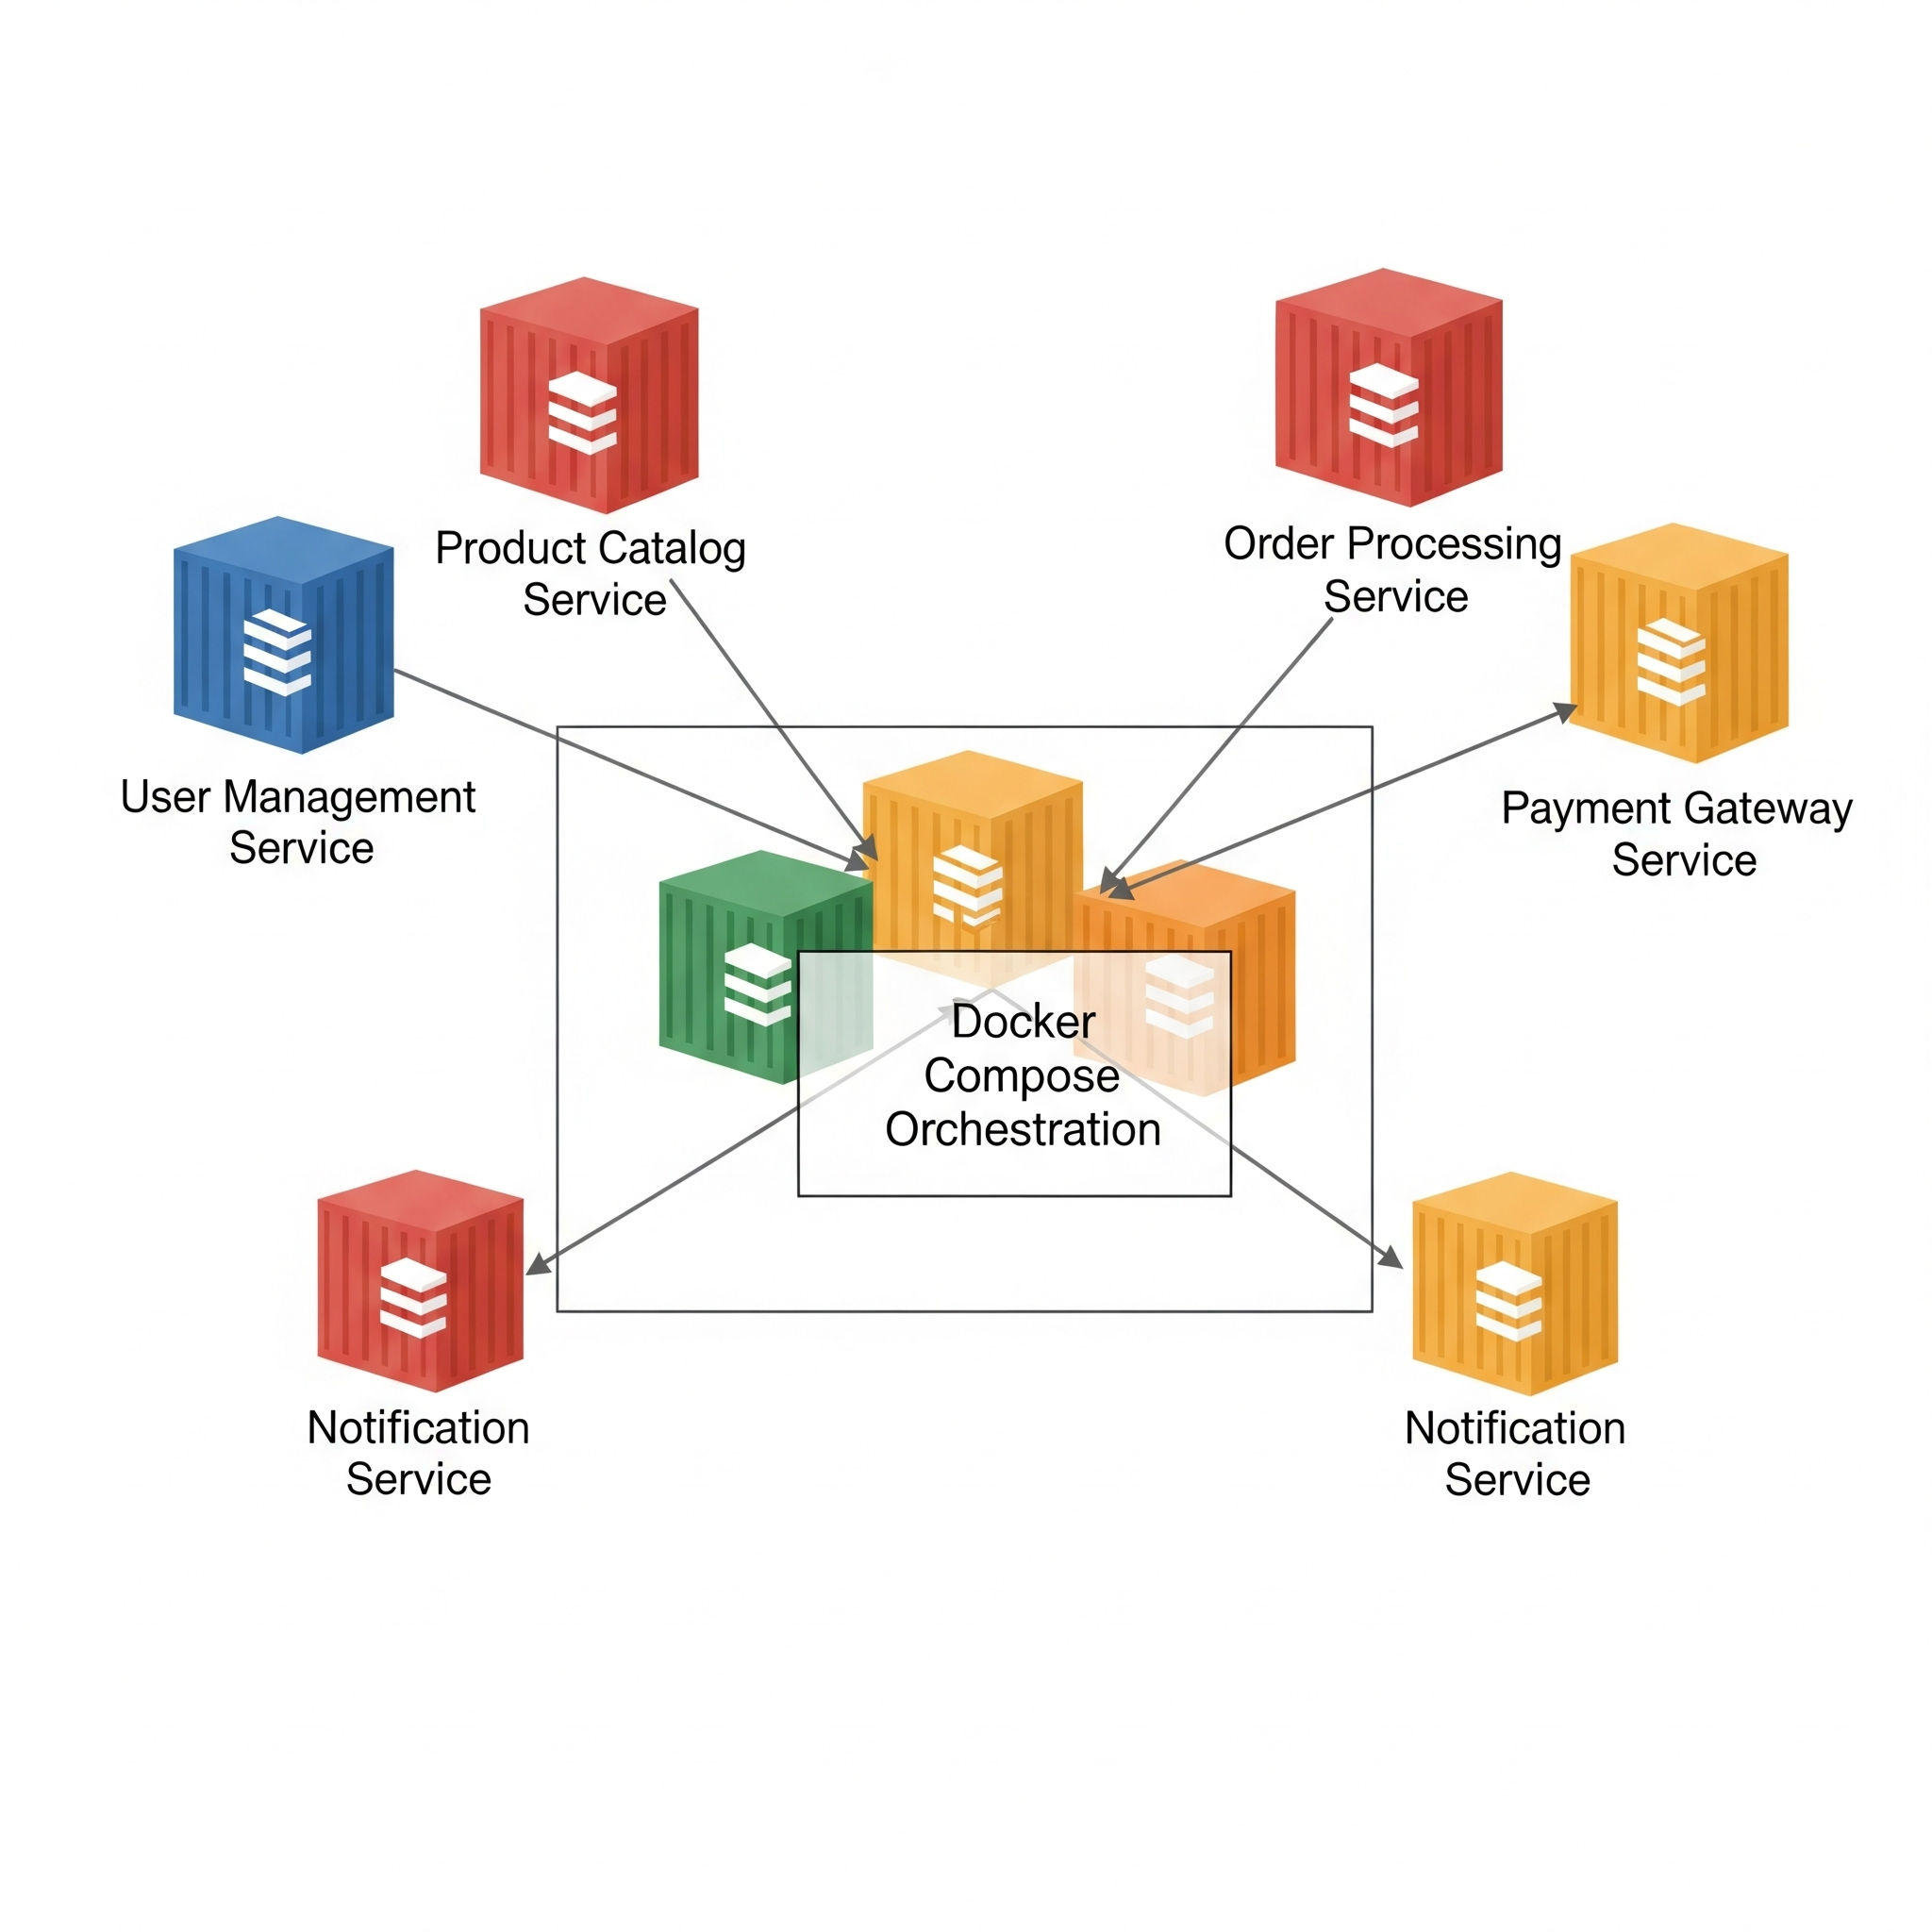 Product Catalog
Service
Order Processing
Service
User Management
Service
Payment Gateway
Service
Docker
Compose
Orchestration
Notification
Service
Notification
Service